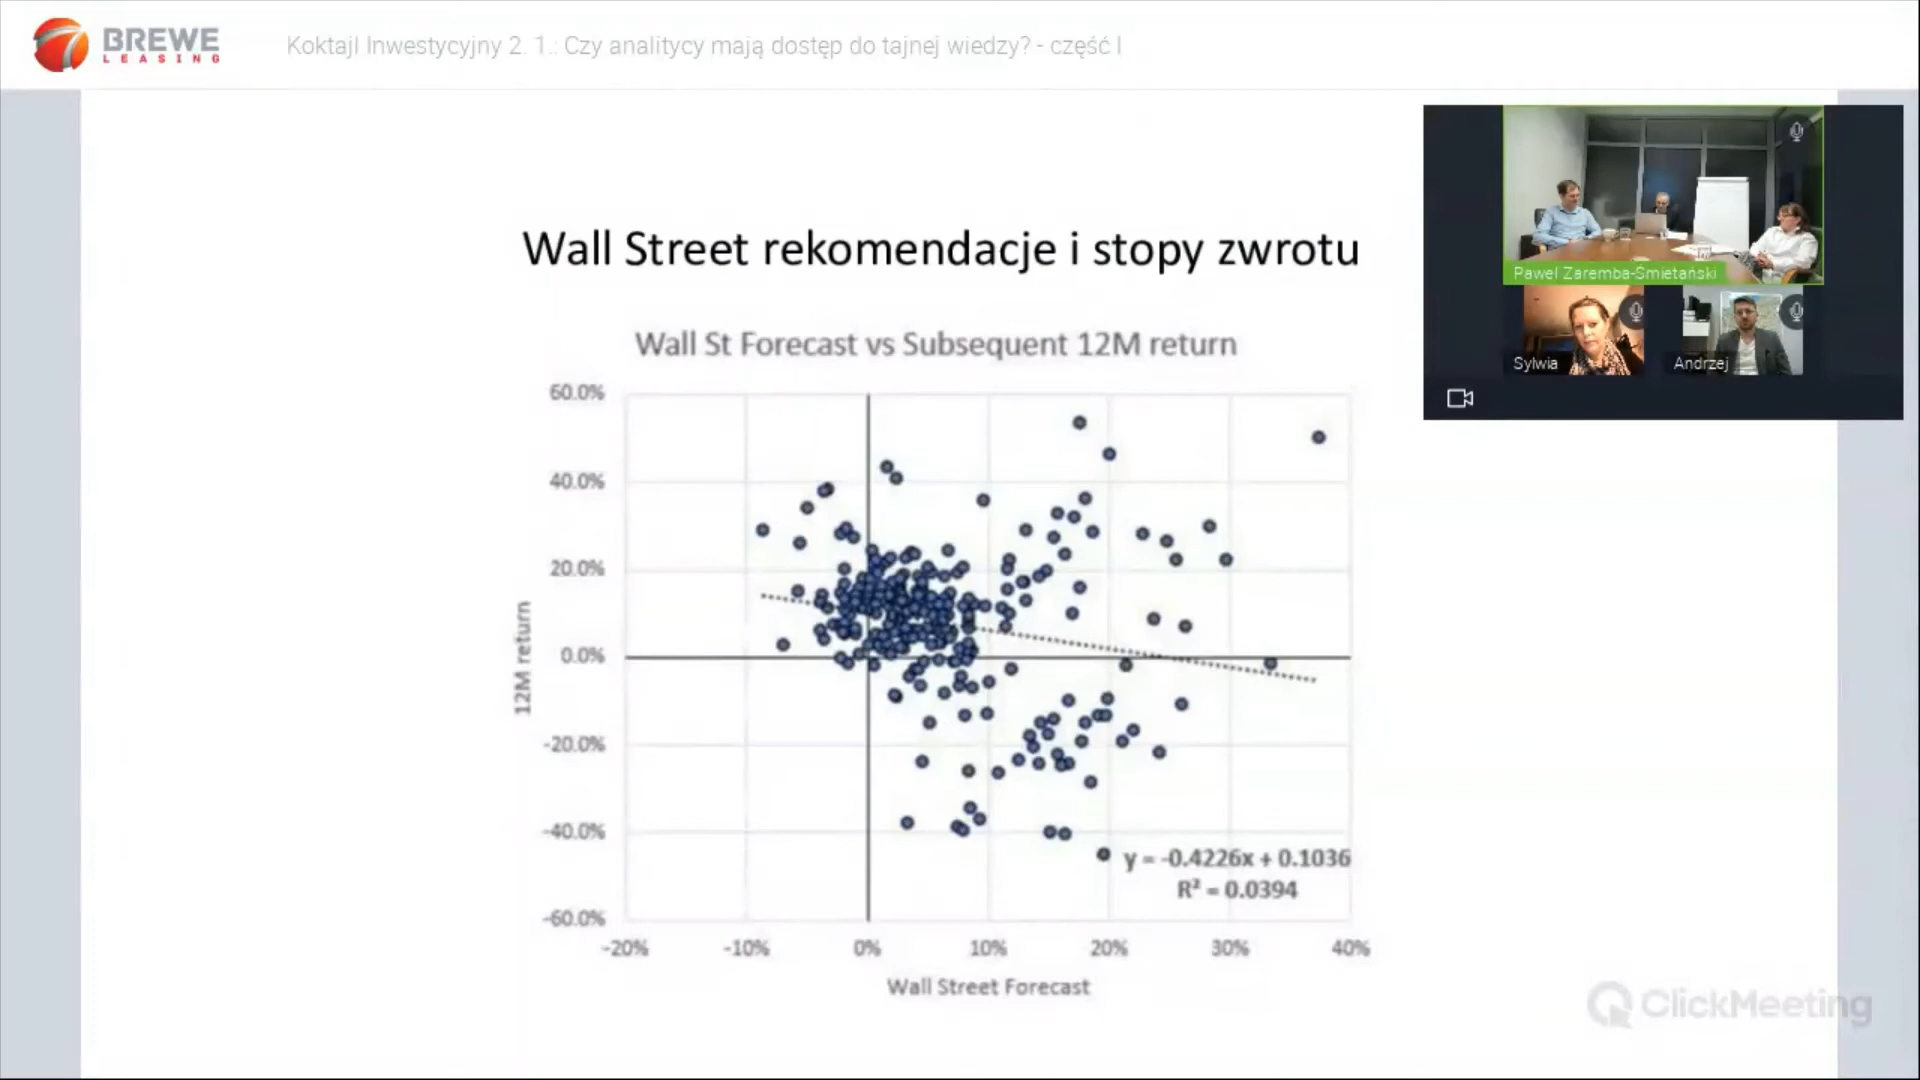 BREWE
LEASING
Koktajl Inwestycyjny 2. 1.: Czy analitycy mają dostęp do tajnej wiedzy? - część I
Wall Street rekomendacje i stopy zwrotu
Wall St Forecast vs Subsequent 12M return
60.0%
40.0%
20.0%
0.0%
-20.0%
-40.0%
-60.0%
12M return
y = -0.4226x + 0.1036
R² = 0.0394
-20%
-10%
0%
10%
20%
30%
40%
Wall Street Forecast
Paweł Zaremba-Śmietański
Sylwia
Andrzej
ClickMeeting